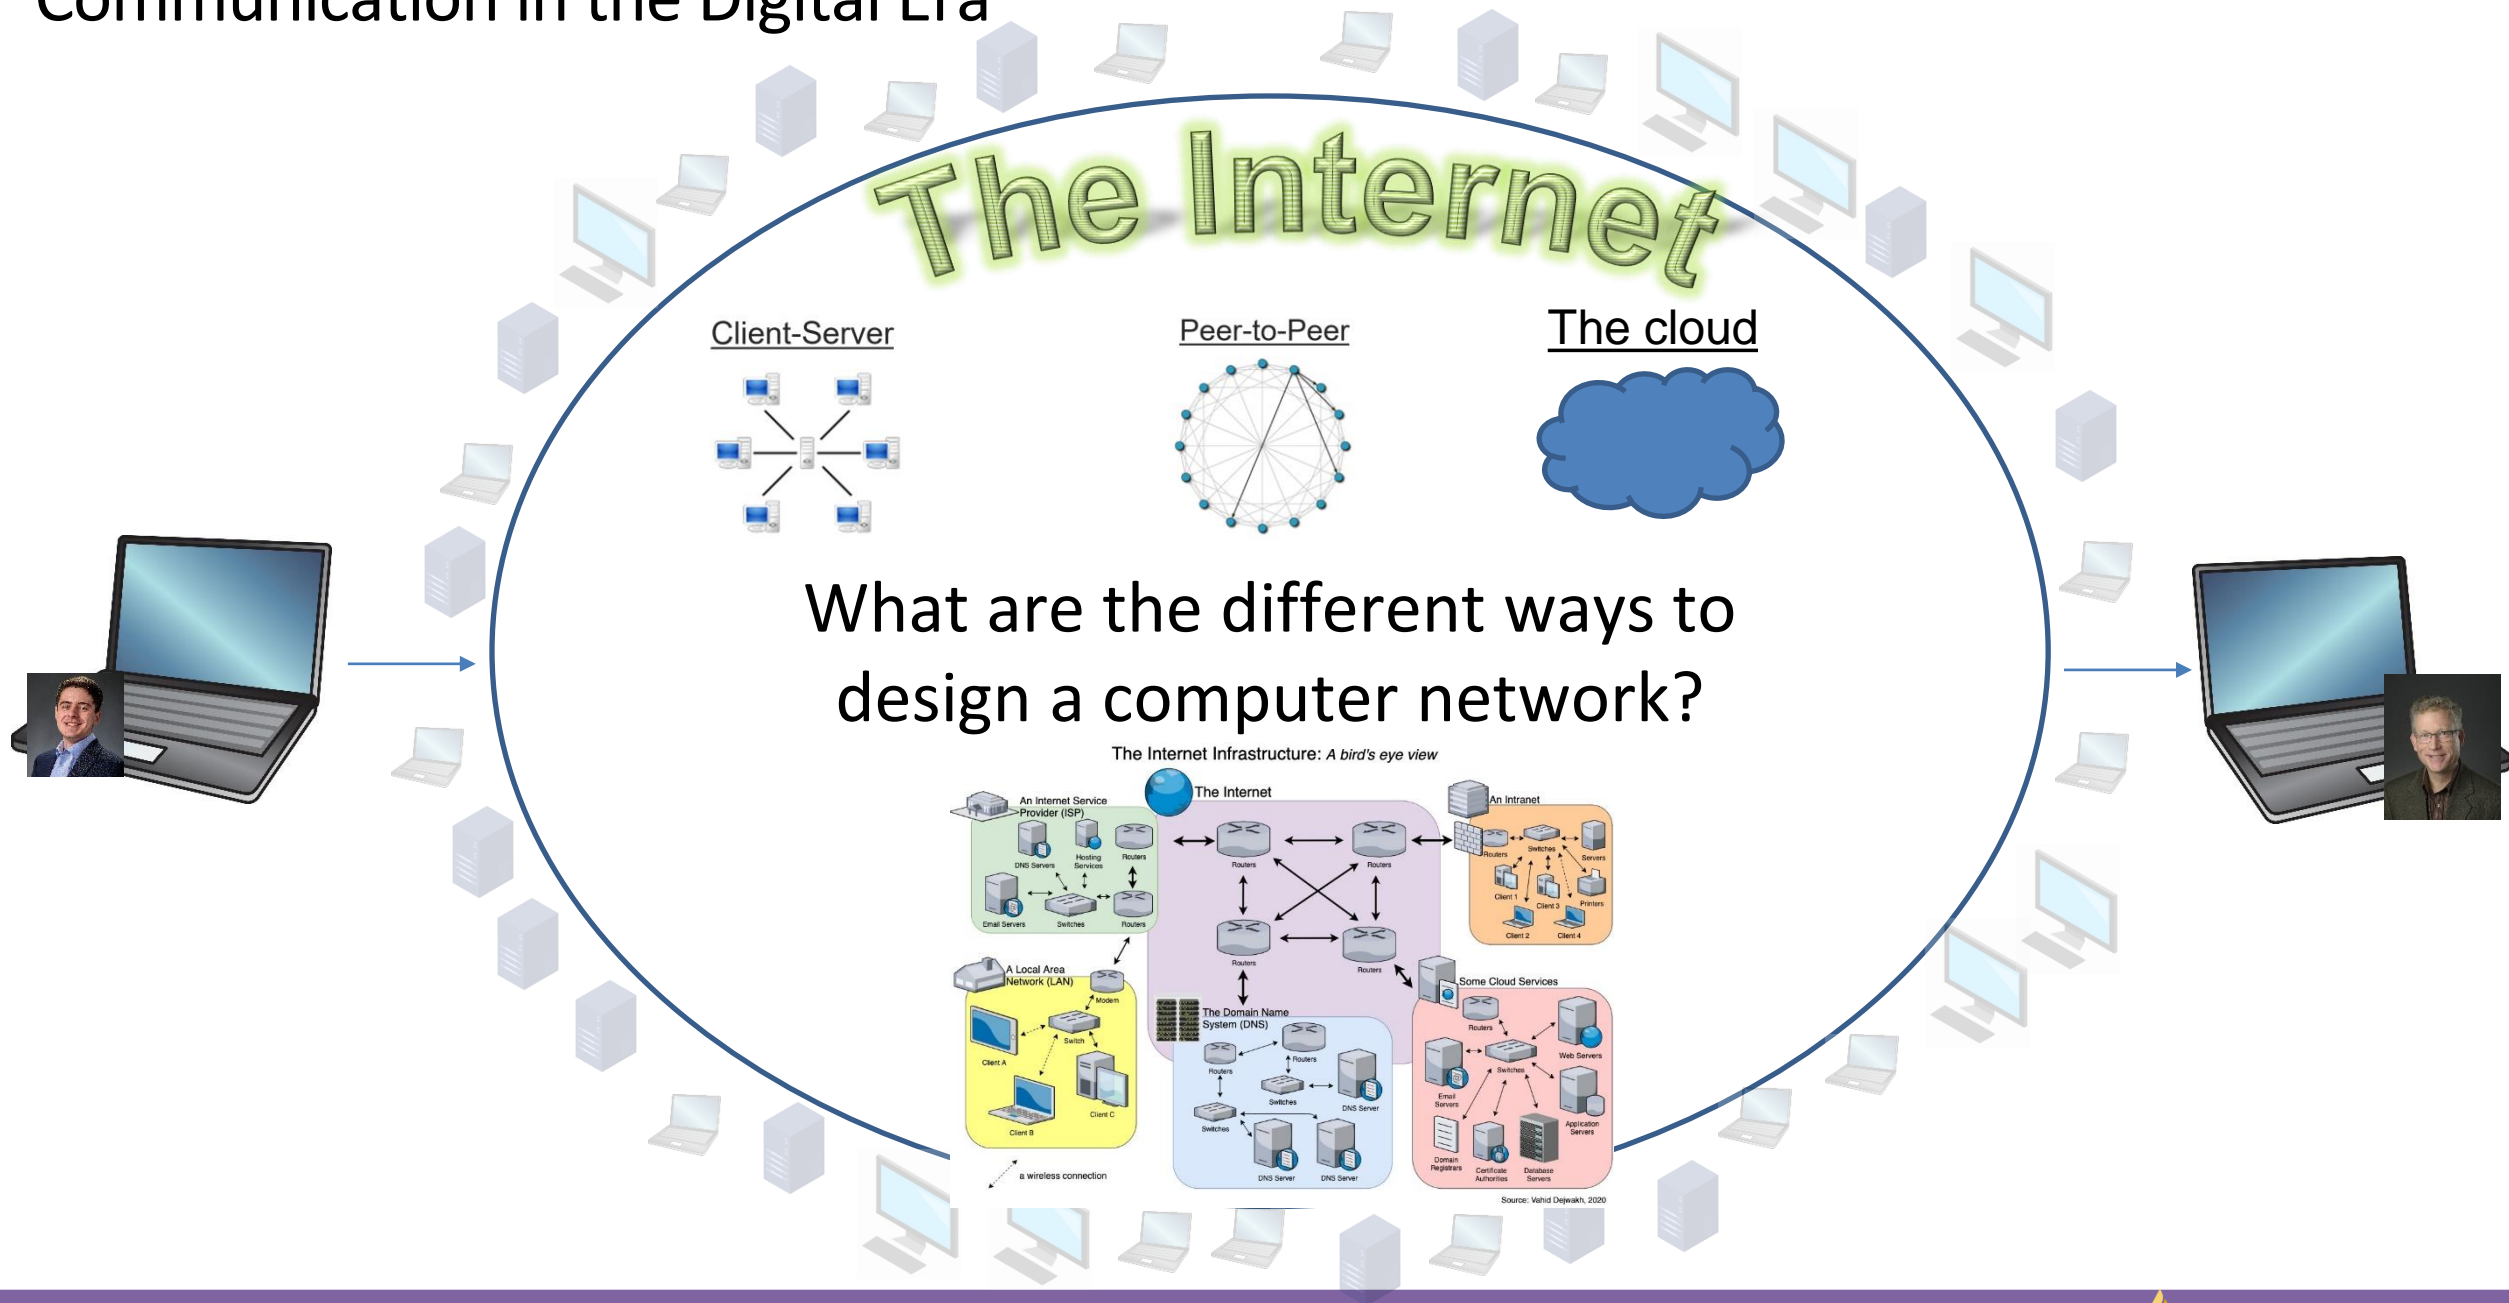 Communication in the Digital Era
The Internet
Client-Server
Peer-to-Peer
The cloud
What are the different ways to
design a computer network?
The Internet Infrastructure: A bird's eye view
An Internet Service
Provider (ISP)
DNS Servers
Hosting
Services
Routers
Email Servers
Switches
Routers
The Internet
Routers
Routers
Routers
Routers
An Intranet
Routers
Switches
Servers
Client 1
Client 3
Printers
Client 2
Client 4
A Local Area
Network (LAN)
Modem
Switch
Client A
Client C
Client B
a wireless connection
The Domain Name
System (DNS)
Routers
Routers
Switches
DNS Server
Switches
DNS Server
DNS Server
Some Cloud Services
Routers
Web Servers
Switches
Email
Servers
Application
Servers
Domain
Registrars
Certificate
Authorities
Database
Servers
Source: Vahid Dejwakh, 2020